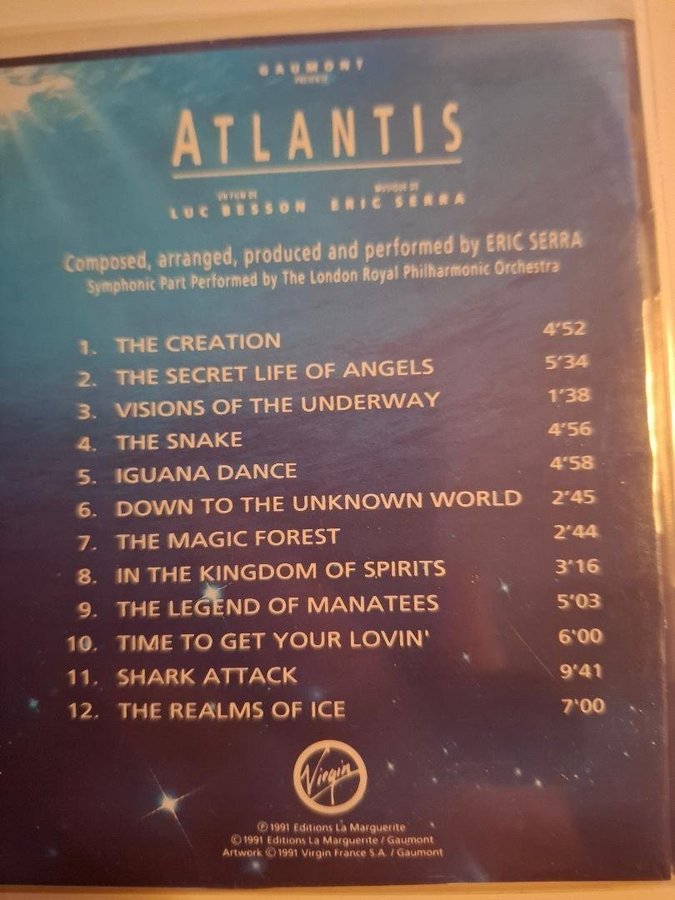 GAUMONT
PRESENTE
ATLANTIS
UN FILM DE
LUC BESSON
MUSIQUE DE
ERIC SERRA
Composed, arranged, produced and performed by ERIC SERRA
Symphonic Part Performed by The London Royal Philharmonic Orchestra
1. THE CREATION 4'52
2. THE SECRET LIFE OF ANGELS 5'34
3. VISIONS OF THE UNDERWAY 1'38
4. THE SNAKE 4'56
5. IGUANA DANCE 4'58
6. DOWN TO THE UNKNOWN WORLD 2'45
7. THE MAGIC FOREST 2'44
8. IN THE KINGDOM OF SPIRITS 3'16
9. THE LEGEND OF MANATEES 5'03
10. TIME TO GET YOUR LOVIN' 6'00
11. SHARK ATTACK 9'41
12. THE REALMS OF ICE 7'00
Virgin
℗ 1991 Editions La Marguerite
© 1991 Editions La Marguerite / Gaumont
Artwork © 1991 Virgin France S.A. / Gaumont